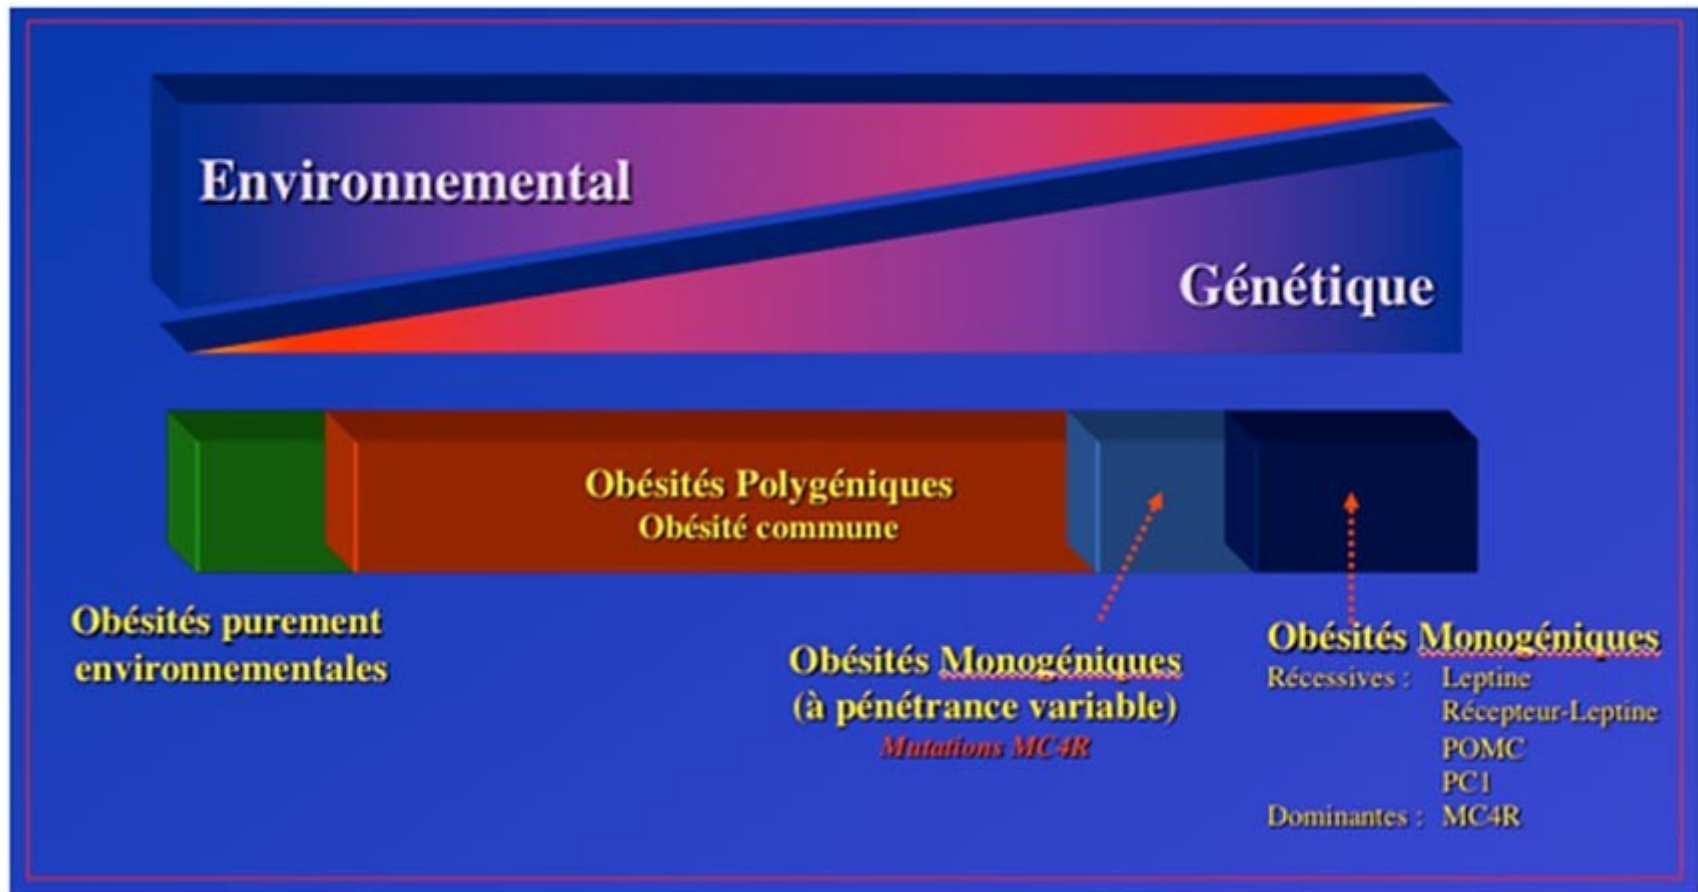 Environnemental
Génétique
Obésités Polygéniques
Obésité commune
Obésités purement
environnementales
Obésités Monogéniques
(à pénétrance variable)
Mutations MC4R
Obésités Monogéniques
Récessives : Leptine
Récepteur-Leptine
POMC
PC1
Dominantes : MC4R